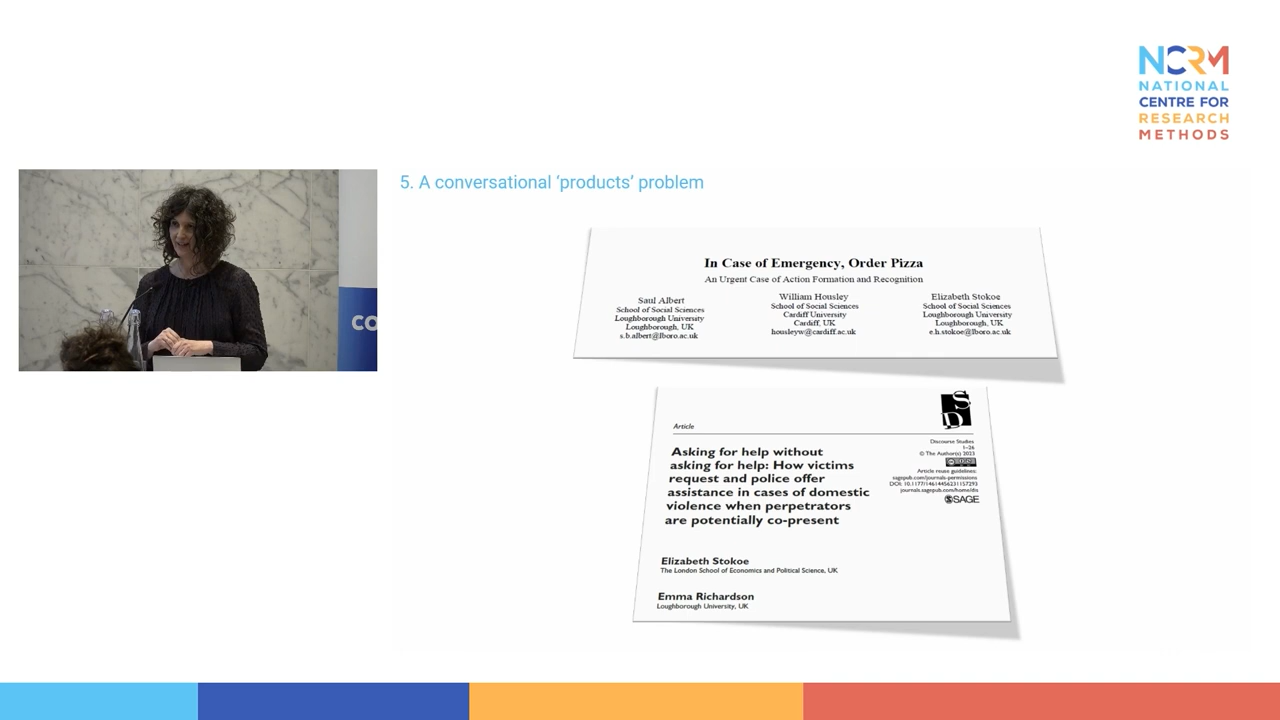 NCRM
NATIONAL
CENTRE FOR
RESEARCH
METHODS
5. A conversational ‘products’ problem
CO
In Case of Emergency, Order Pizza
An Urgent Case of Action Formation and Recognition
Saul Albert
School of Social Sciences
Loughborough University
Loughborough, UK
s.b.albert@lboro.ac.uk
William Housley
School of Social Sciences
Cardiff University
Cardiff, UK
housleyw@cardiff.ac.uk
Elizabeth Stokoe
School of Social Sciences
Loughborough University
Loughborough, UK
e.h.stokoe@lboro.ac.uk
SD
Article
Discourse Studies
1–26
© The Author(s) 2023
Article reuse guidelines:
sagepub.com/journals-permissions
DOI: 10.1177/14614456231157293
journals.sagepub.com/home/dis
SAGE
Asking for help without
asking for help: How victims
request and police offer
assistance in cases of domestic
violence when perpetrators
are potentially co-present
Elizabeth Stokoe
The London School of Economics and Political Science, UK
Emma Richardson
Loughborough University, UK